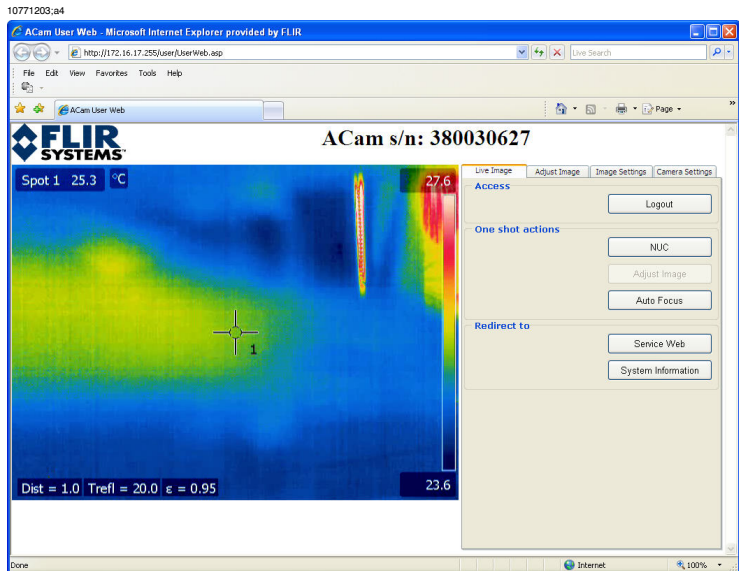 10771203;a4
ACam User Web - Microsoft Internet Explorer provided by FLIR
http://172.16.17.255/user/UserWeb.asp
Live Search
File Edit View Favorites Tools Help
ACam User Web
Page
FLIR
SYSTEMS
ACam s/n: 380030627
Spot 1 25.3 °C
27.6
1
Dist = 1.0 Trefl = 20.0 ε = 0.95
23.6
Live Image Adjust Image Image Settings Camera Settings
Access
Logout
One shot actions
NUC
Adjust Image
Auto Focus
Redirect to
Service Web
System Information
Done
Internet
100%